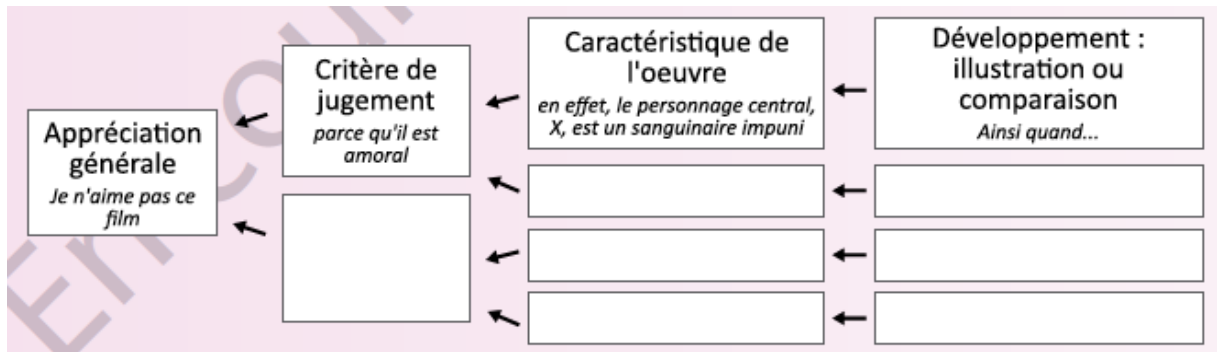 Appréciation
générale
Je n'aime pas ce
film
Critère de
jugement
parce qu'il est
amoral
Caractéristique de
l'oeuvre
en effet, le personnage central,
X, est un sanguinaire impuni
Développement :
illustration ou
comparaison
Ainsi quand...